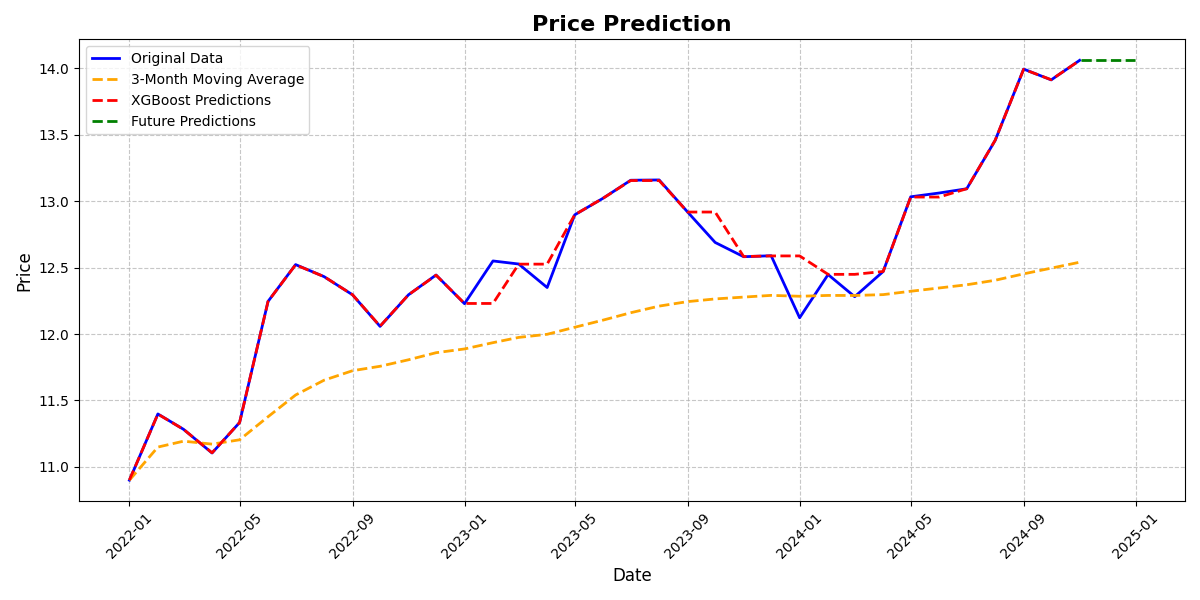 Price Prediction
Original Data
3-Month Moving Average
XGBoost Predictions
Future Predictions
Price
14.0
13.5
13.0
12.5
12.0
11.5
11.0
2022-01
2022-05
2022-09
2023-01
2023-05
2023-09
2024-01
2024-05
2024-09
2025-01
Date